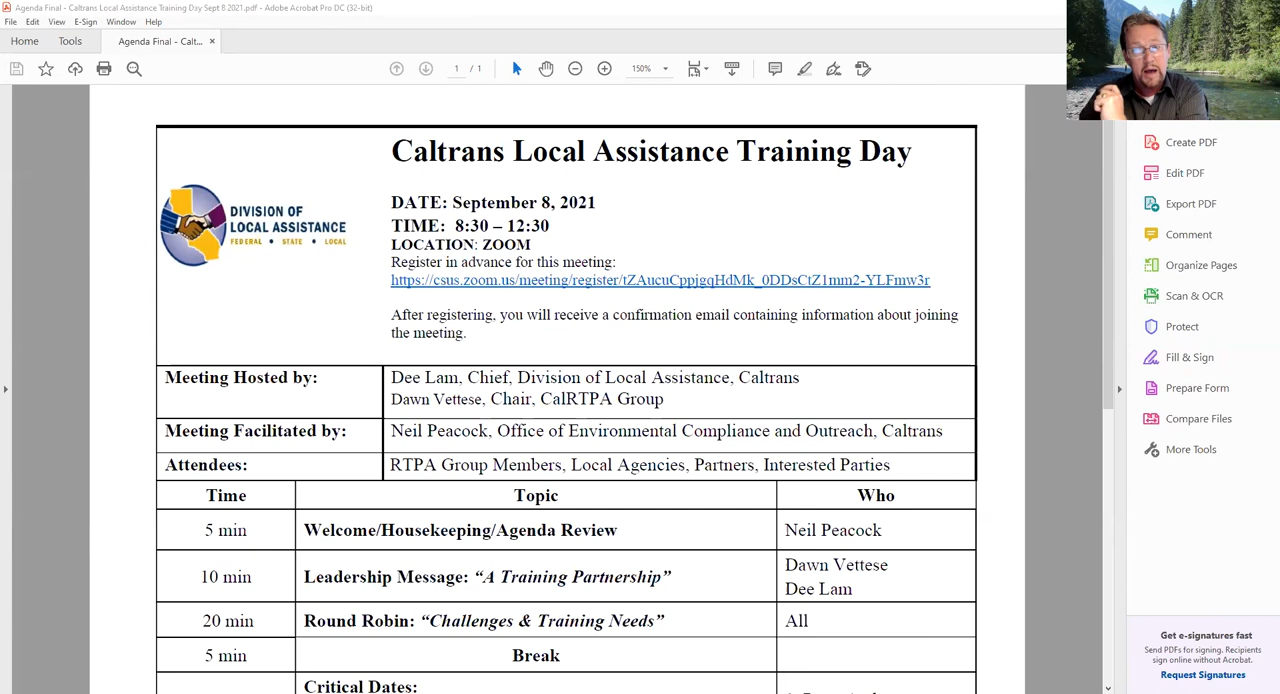 Agenda Final - Caltrans Local Assistance Training Day Sept 8 2021.pdf - Adobe Acrobat Pro DC (32-bit)
File Edit View E-Sign Window Help
Home Tools Agenda Final - Calt... ×
1 / 1 150%
Caltrans Local Assistance Training Day
DIVISION OF
LOCAL ASSISTANCE
FEDERAL • STATE • LOCAL
DATE: September 8, 2021
TIME: 8:30 – 12:30
LOCATION: ZOOM
Register in advance for this meeting:
https://csus.zoom.us/meeting/register/tZAucuCppjgqHdMk_0DDsCtZ1mm2-YLFmw3r
After registering, you will receive a confirmation email containing information about joining
the meeting.
Meeting Hosted by: Dee Lam, Chief, Division of Local Assistance, Caltrans
Dawn Vettese, Chair, CalRTPA Group
Meeting Facilitated by: Neil Peacock, Office of Environmental Compliance and Outreach, Caltrans
Attendees: RTPA Group Members, Local Agencies, Partners, Interested Parties
Time Topic Who
5 min Welcome/Housekeeping/Agenda Review Neil Peacock
10 min Leadership Message: “A Training Partnership” Dawn Vettese
Dee Lam
20 min Round Robin: “Challenges & Training Needs” All
5 min Break
Critical Dates:
Create PDF
Edit PDF
Export PDF
Comment
Organize Pages
Scan & OCR
Protect
Fill & Sign
Prepare Form
Compare Files
More Tools
Get e-signatures fast
Send PDFs for signing. Recipients
sign online without Acrobat.
Request Signatures